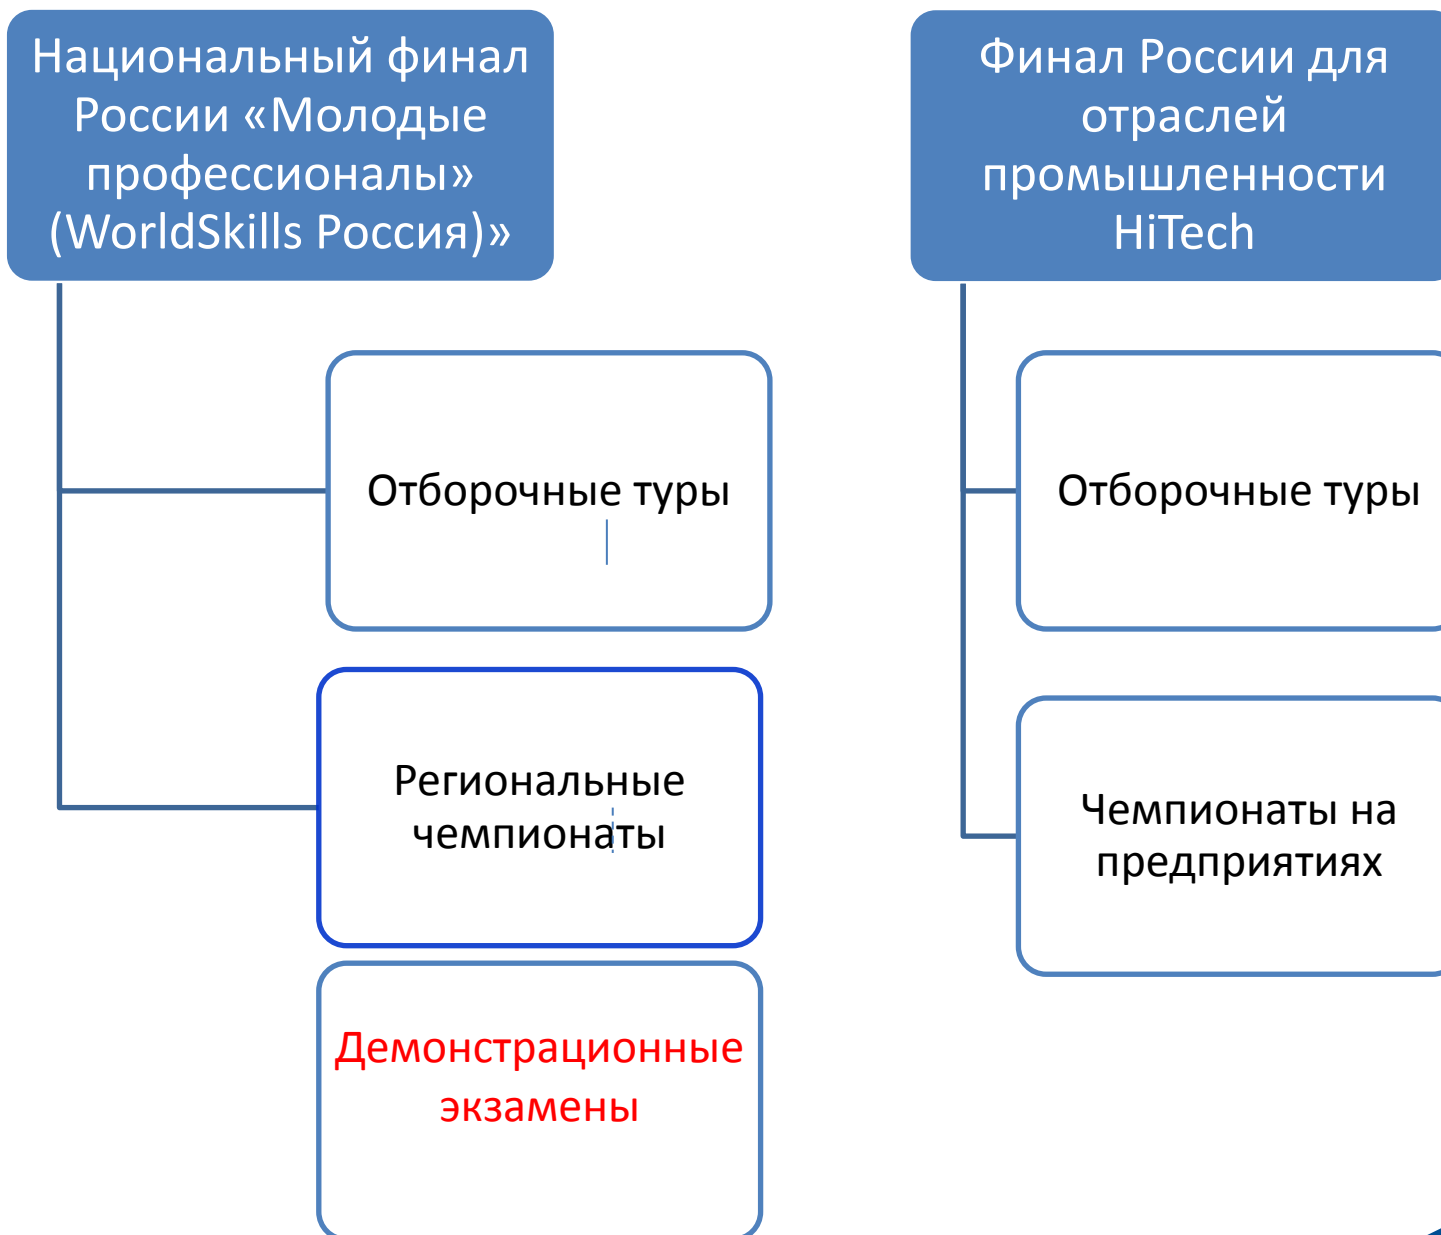 Национальный финал
России «Молодые
профессионалы»
(WorldSkills Россия)»
Отборочные туры
Региональные
чемпионаты
Демонстрационные
экзамены
Финал России для
отраслей
промышленности
HiTech
Отборочные туры
Чемпионаты на
предприятиях